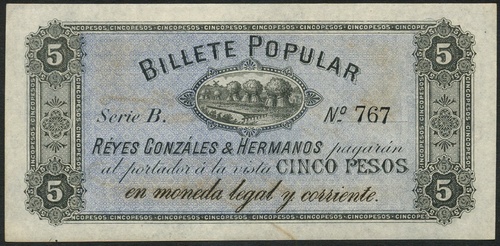 CINCOPESOS CINCOPESOS CINCOPESOS CINCOPESOS CINCOPESOS CINCOPESOS
5 5
BILLETE POPULAR
Serie B. Nº 767
REYES GONZÁLES & HERMANOS pagarán
al portador á la vista CINCO PESOS
en moneda legal y corriente.
5 5